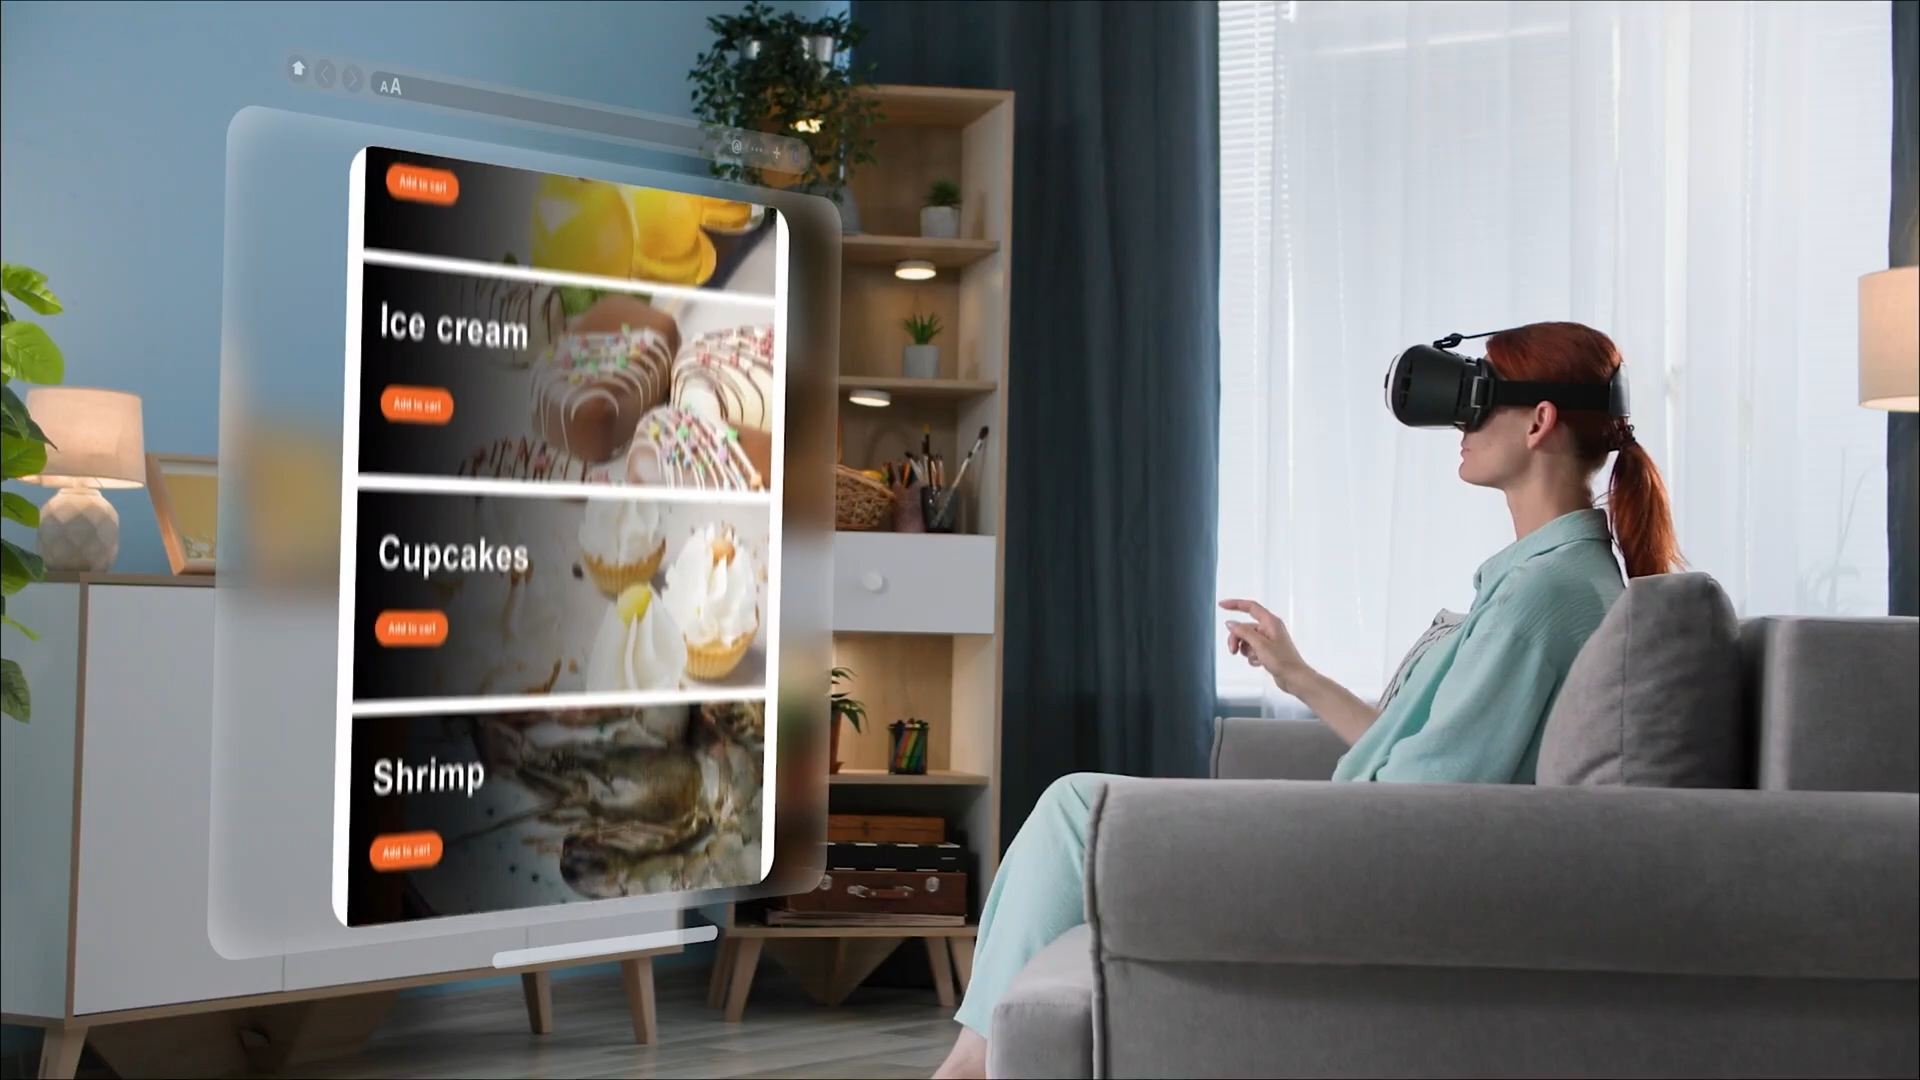 AA
Add to cart
Ice cream
Add to cart
Cupcakes
Add to cart
Shrimp
Add to cart